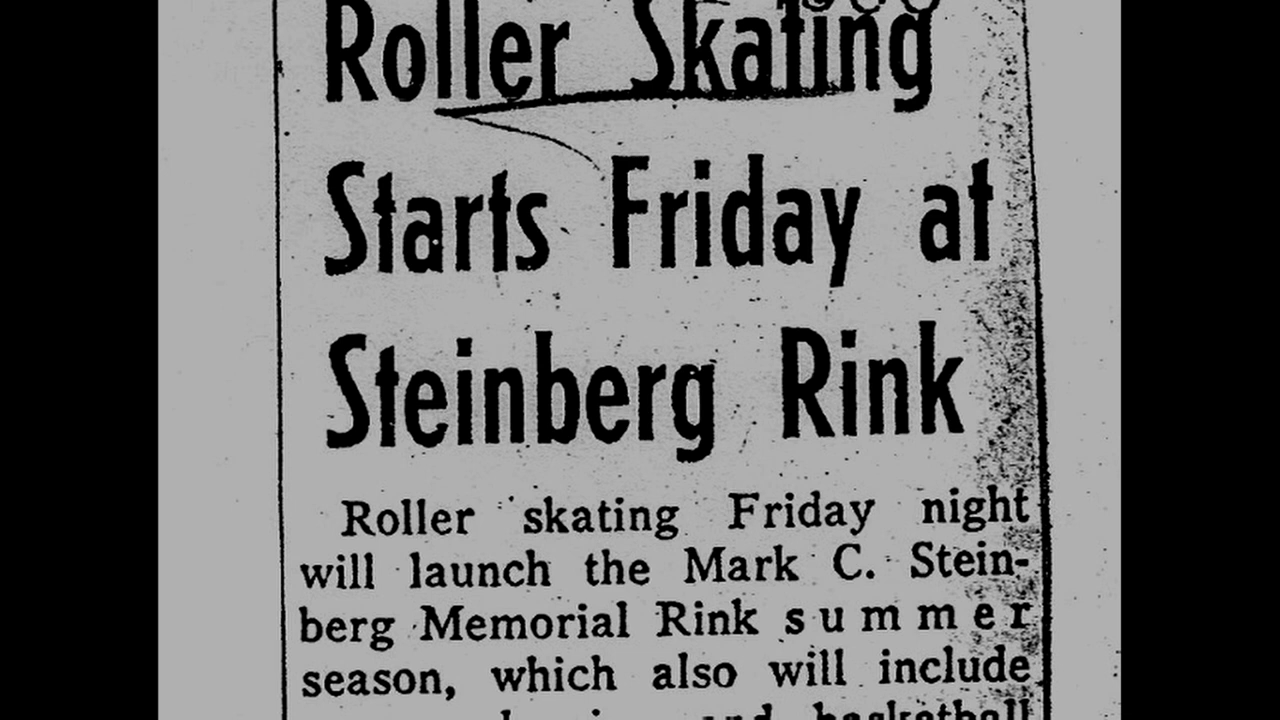 Roller Skating
Starts Friday at
Steinberg Rink
Roller skating Friday night
will launch the Mark C. Stein-
berg Memorial Rink summer
season, which also will include
basketball